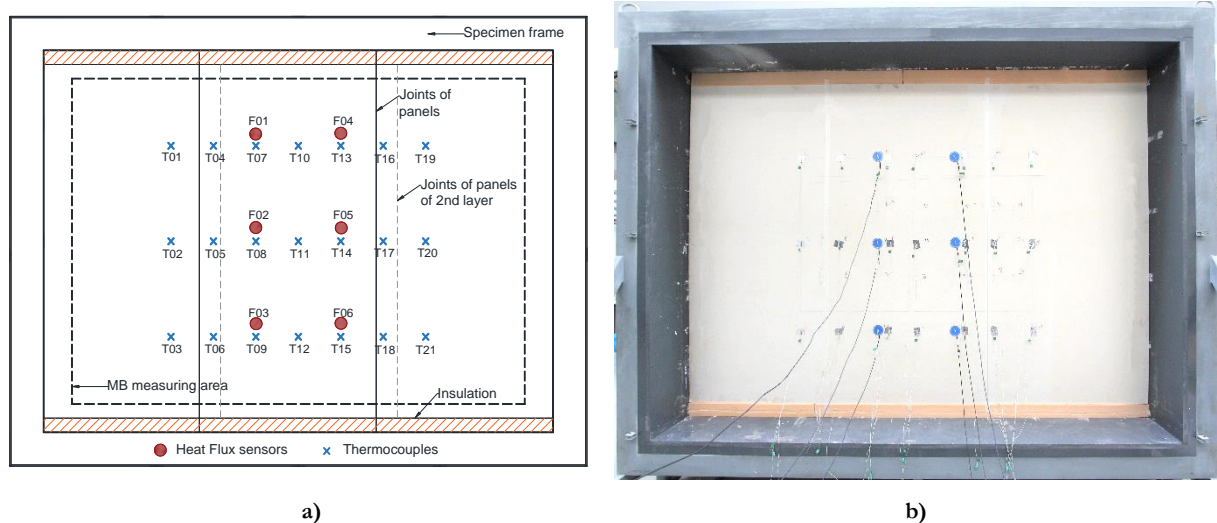 Specimen frame
Joints of
panels
F01 F04
T01 T04 T07 T10 T13 T16 T19
Joints of panels
of 2nd layer
F02 F05
T02 T05 T08 T11 T14 T17 T20
F03 F06
T03 T06 T09 T12 T15 T18 T21
MB measuring area
Insulation
Heat Flux sensors Thermocouples
a) b)